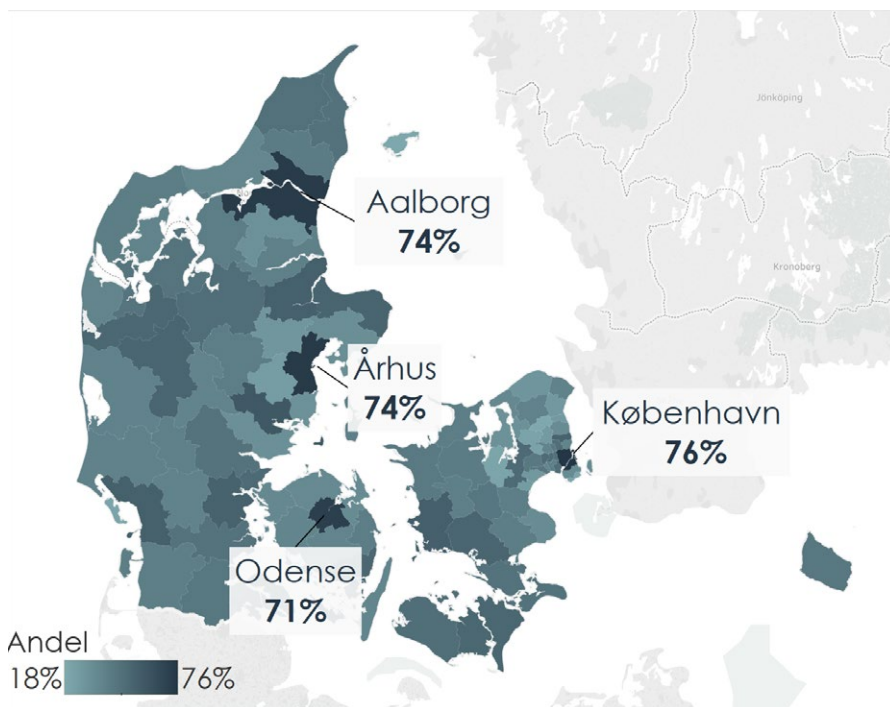 Jönköping
Aalborg
74%
Kronoberg
Århus
74%
København
76%
Odense
71%
Andel
18%
76%